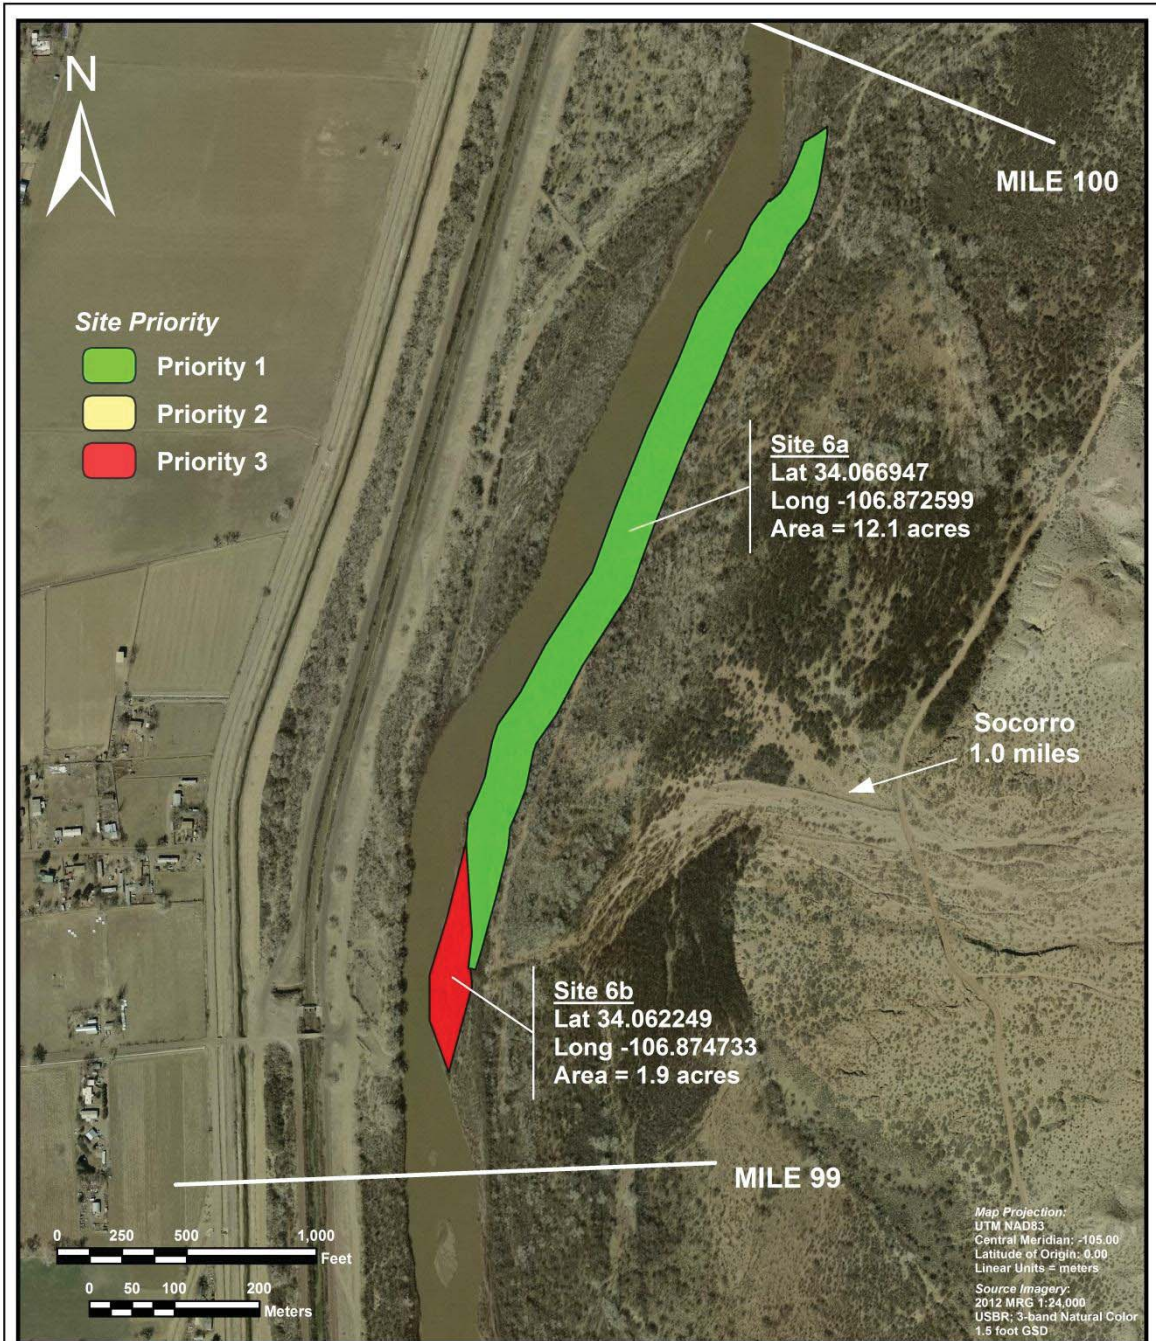 N
MILE 100
Site Priority
Priority 1
Priority 2
Priority 3
Site 6a
Lat 34.066947
Long -106.872599
Area = 12.1 acres
Socorro
1.0 miles
Site 6b
Lat 34.062249
Long -106.874733
Area = 1.9 acres
MILE 99
0 250 500 1,000
Feet
0 50 100 200
Meters
Map Projection:
UTM NAD83
Central Meridian: -105.00
Latitude of Origin: 0.00
Linear Units = meters
Source Imagery:
2012 MRG 1:24,000
USBR; 3-band Natural Color
1.5 foot GSD